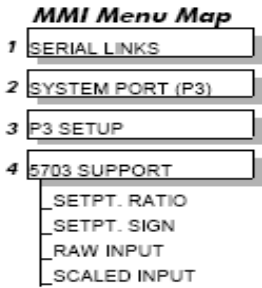 MMI Menu Map
1 SERIAL LINKS
2 SYSTEM PORT (P3)
3 P3 SETUP
4 5703 SUPPORT
SETPT. RATIO
SETPT. SIGN
RAW INPUT
SCALED INPUT